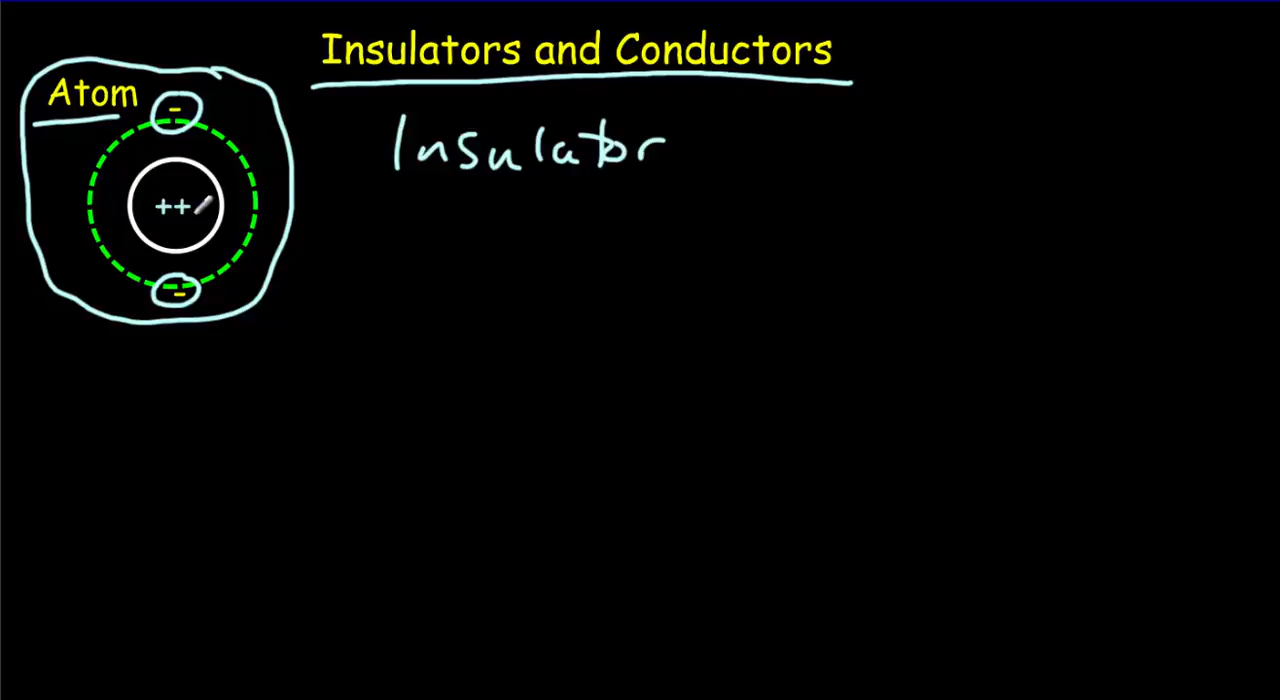 Insulators and Conductors
Atom
-
Insulator
++
-